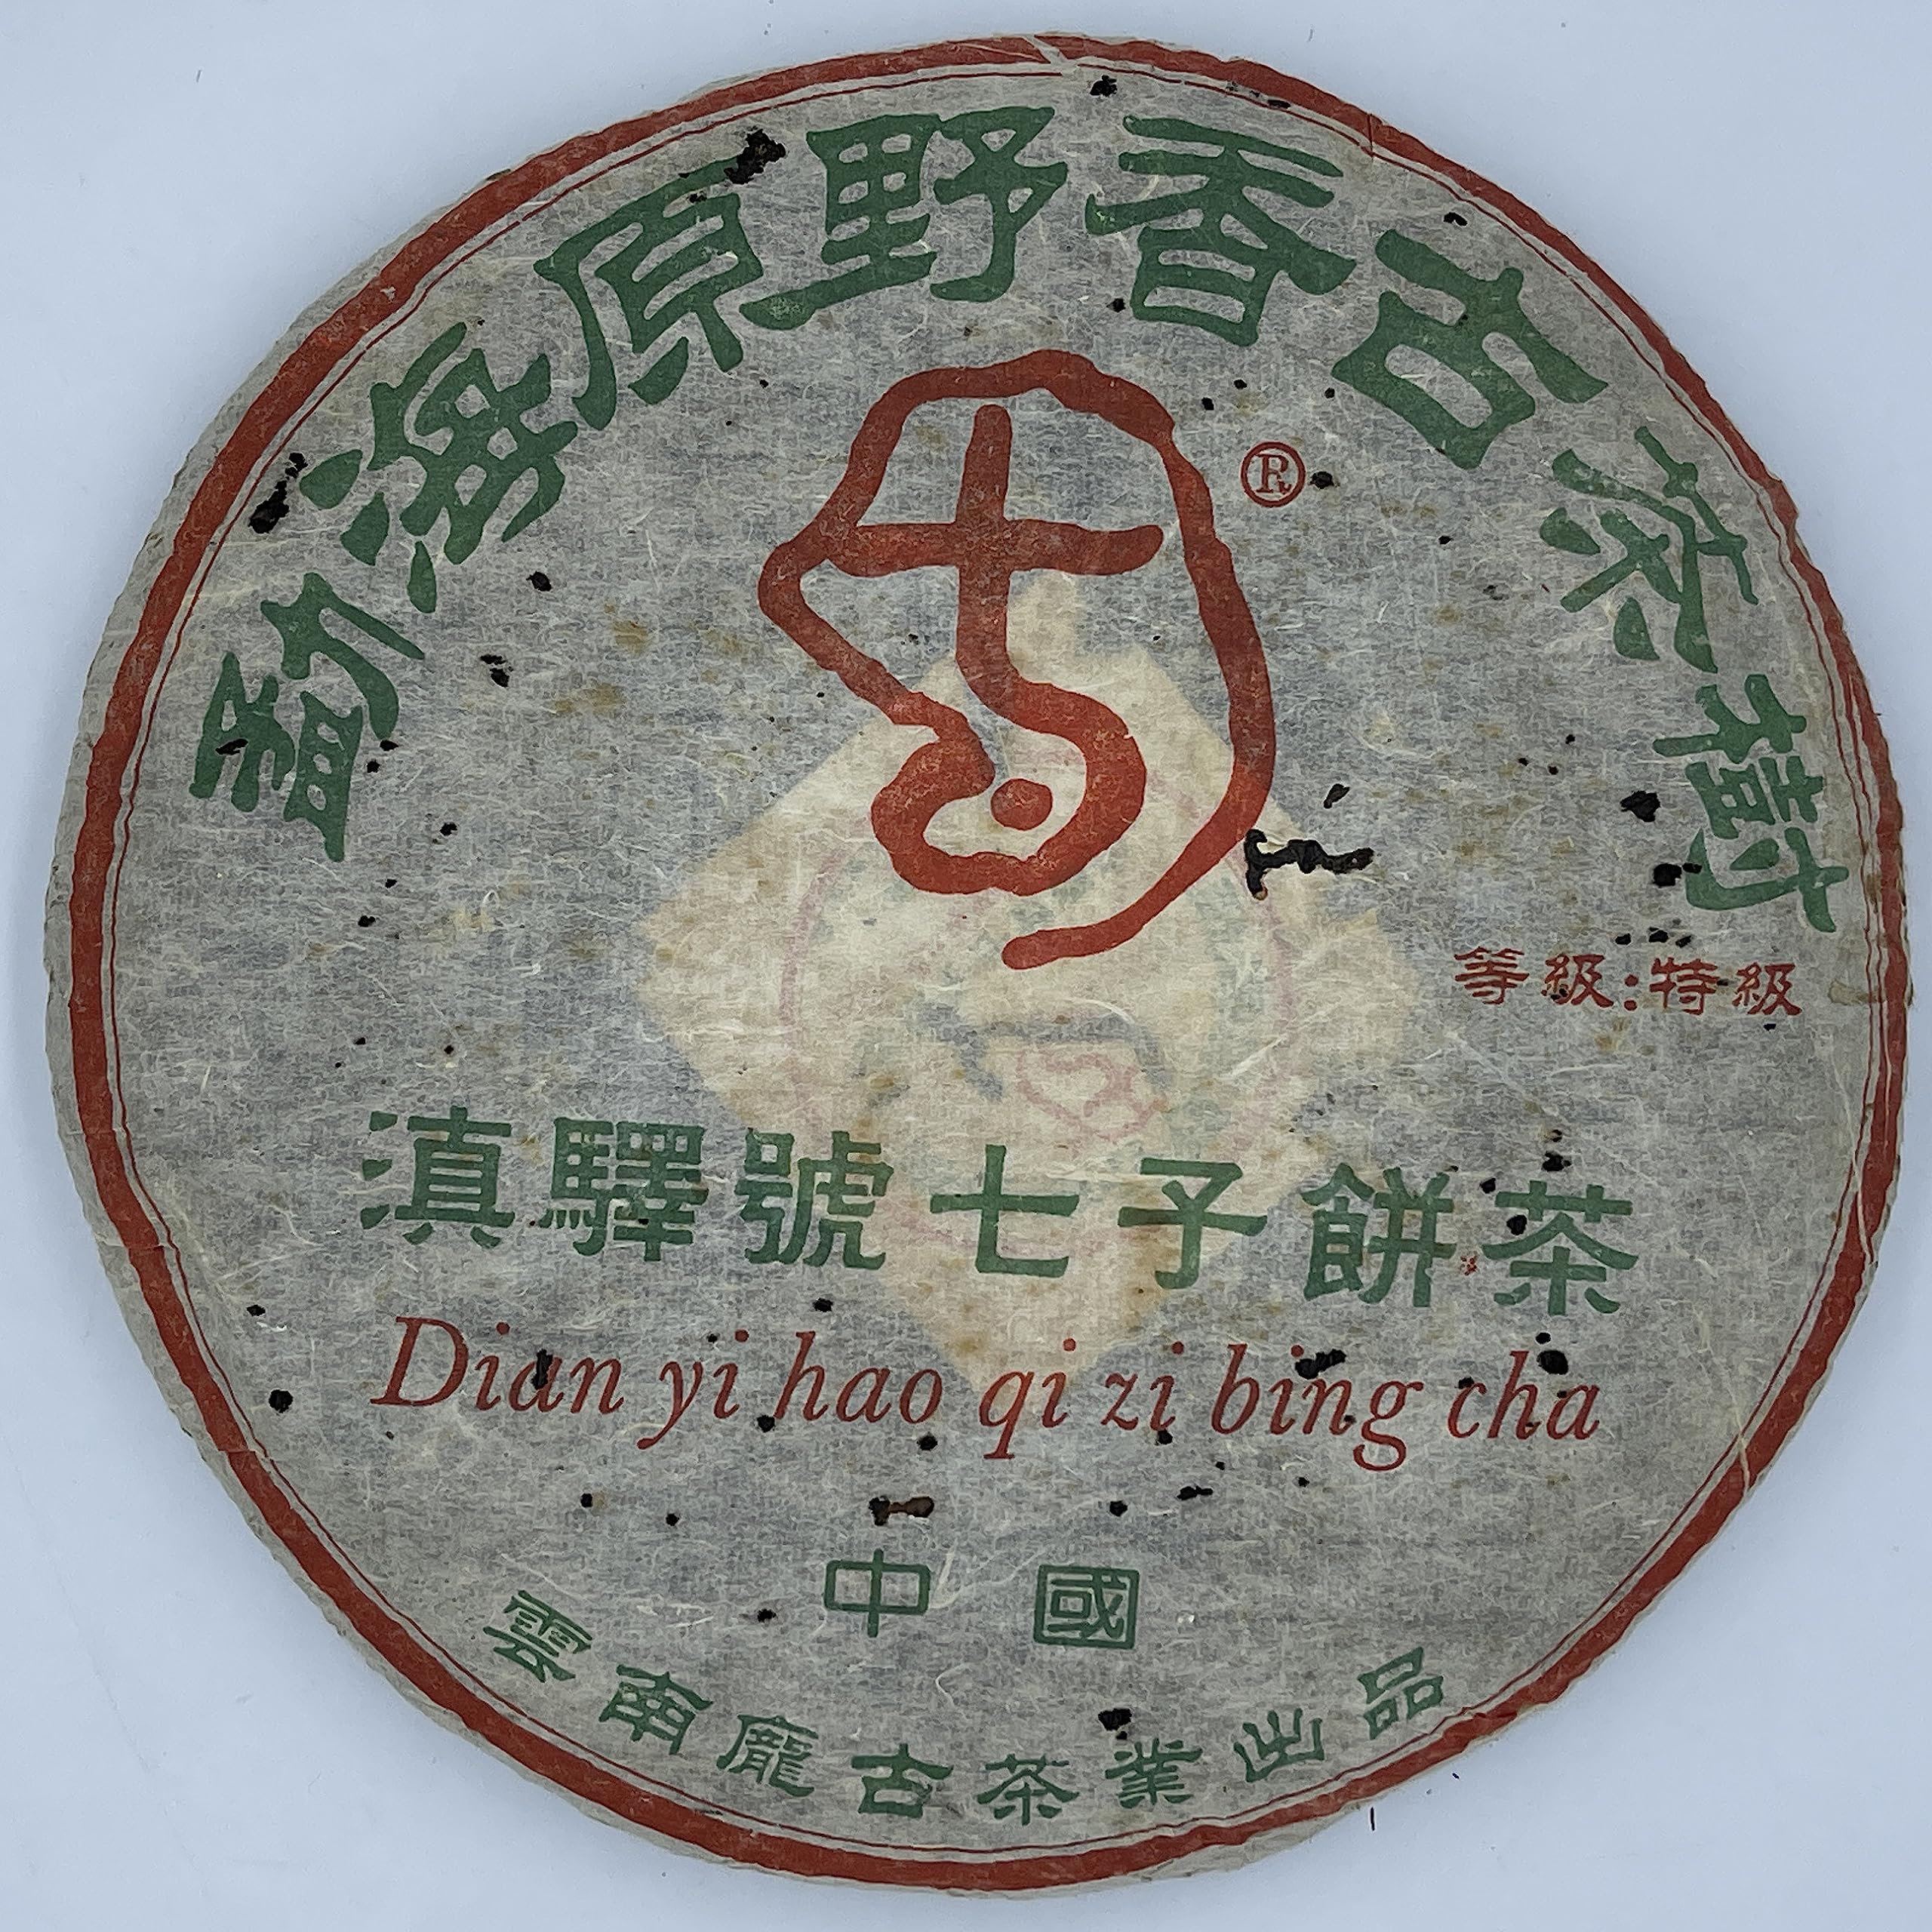 勐海原野香古茶樹
®
等級:特級
滇驛號七子餅茶
Dian yi hao qi zi bing cha
中國
雲南龐古茶業出品